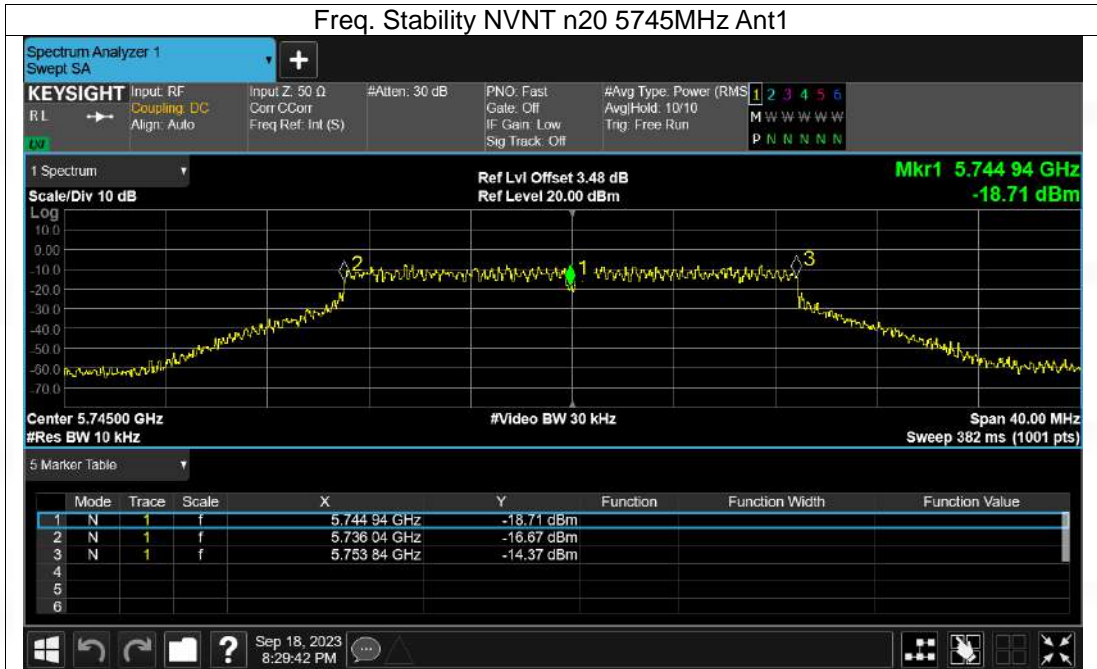 Freq. Stability NVNT n20 5745MHz Ant1
Spectrum Analyzer 1
Swept SA
+
KEYSIGHT
RL
LXI
Input: RF
Coupling: DC
Align: Auto
Input Z: 50 Ω
Corr CCorr
Freq Ref: Int (S)
#Atten: 30 dB
PNO: Fast
Gate: Off
IF Gain: Low
Sig Track: Off
#Avg Type: Power (RMS
Avg|Hold: 10/10
Trig: Free Run
1 2 3 4 5 6
M W W W W W
P N N N N N
1 Spectrum
Scale/Div 10 dB
Ref Lvl Offset 3.48 dB
Ref Level 20.00 dBm
Mkr1 5.744 94 GHz
-18.71 dBm
Log
10.0
0.00
-10.0
-20.0
-30.0
-40.0
-50.0
-60.0
-70.0
2
1
3
Center 5.74500 GHz
#Video BW 30 kHz
Span 40.00 MHz
#Res BW 10 kHz
Sweep 382 ms (1001 pts)
5 Marker Table
Mode Trace Scale X Y Function Function Width Function Value
1 N 1 f 5.744 94 GHz -18.71 dBm
2 N 1 f 5.736 04 GHz -16.67 dBm
3 N 1 f 5.753 84 GHz -14.37 dBm
4
5
6
?
Sep 18, 2023
8:29:42 PM